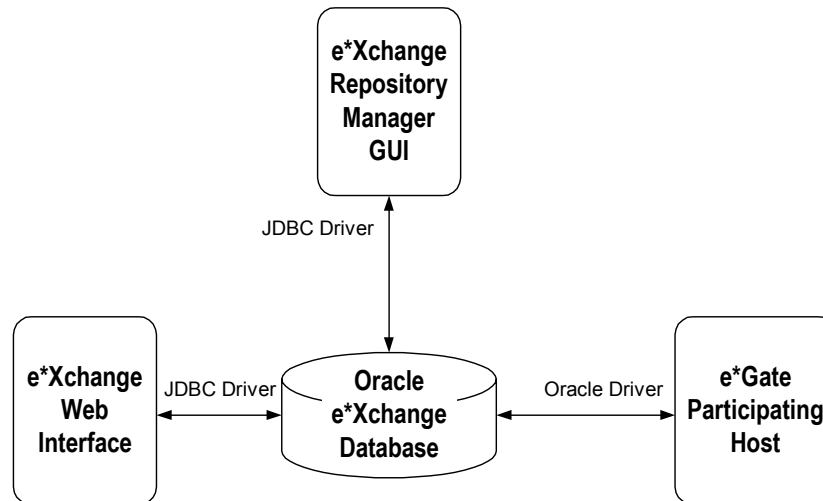 e*Xchange
Repository
Manager
GUI
JDBC Driver
e*Xchange
Web
Interface
JDBC Driver
Oracle
e*Xchange
Database
Oracle Driver
e*Gate
Participating
Host